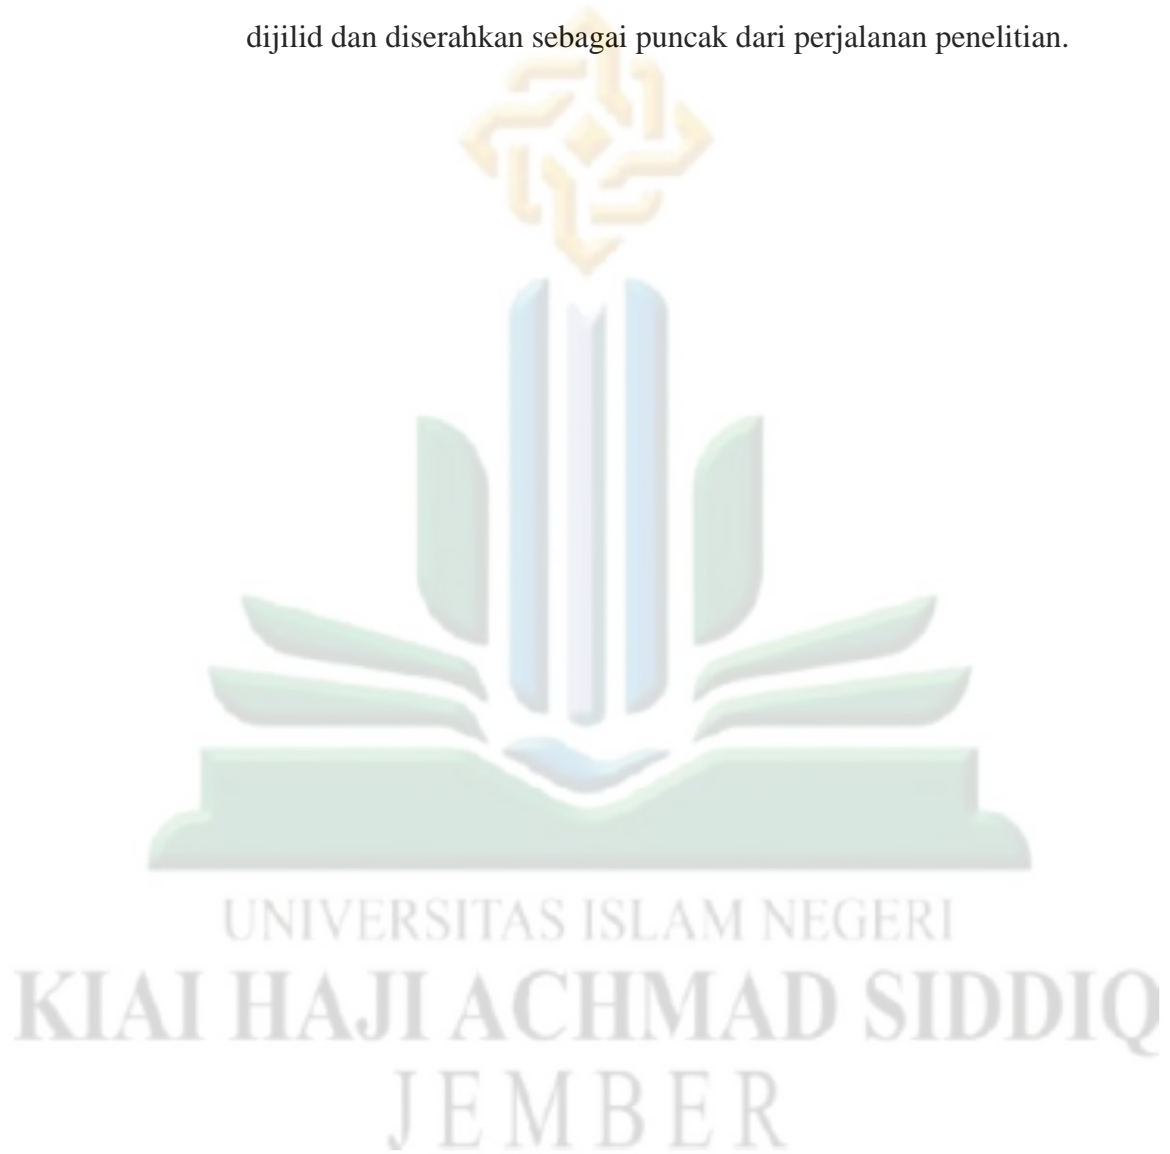 dijilid dan diserahkan sebagai puncak dari perjalanan penelitian.
UNIVERSITAS ISLAM NEGERI
KIAI HAJI ACHMAD SIDDIQ
JEMBER